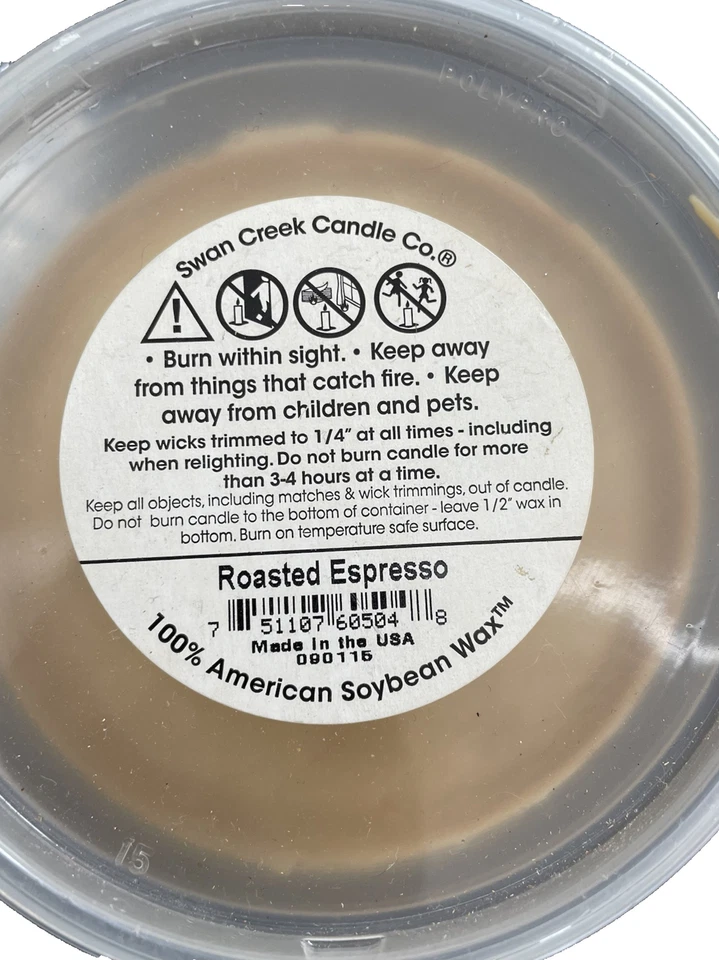 POLYPRO
Swan Creek Candle Co.®
• Burn within sight. • Keep away
from things that catch fire. • Keep
away from children and pets.
Keep wicks trimmed to 1/4" at all times - including
when relighting. Do not burn candle for more
than 3-4 hours at a time.
Keep all objects, including matches & wick trimmings, out of candle.
Do not burn candle to the bottom of container - leave 1/2" wax in
bottom. Burn on temperature safe surface.
Roasted Espresso
7 51107 60504 8
Made in the USA
090115
100% American Soybean Wax™
15